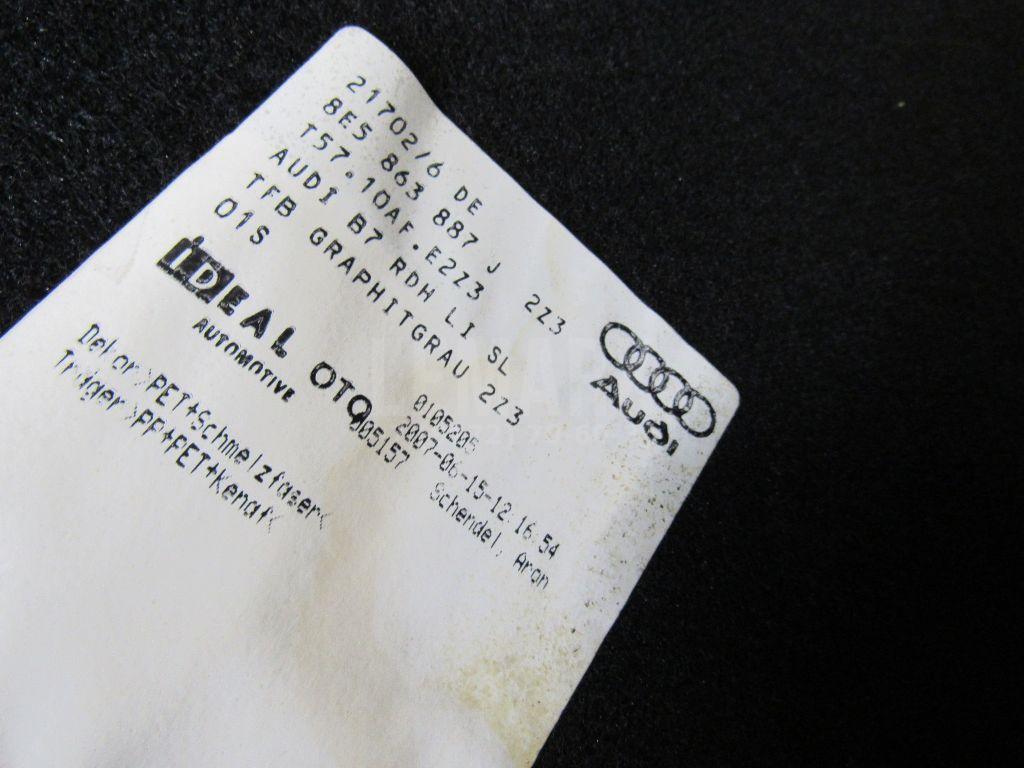 21702/6 DE
8E5 863 887 J
T57.10AF.E2Z3 2Z3
AUDI B7 RDH LI SL
TFB GRAPHITGRAU 2Z3
01S
Audi
IDEAL OTO
AUTOMOTIVE
0105205
2007-06-15-12:16:54
005157
Schendel, Aron
Dekor>PET+Schmelzfaser<
Träger>PP+PET+Kenaf<